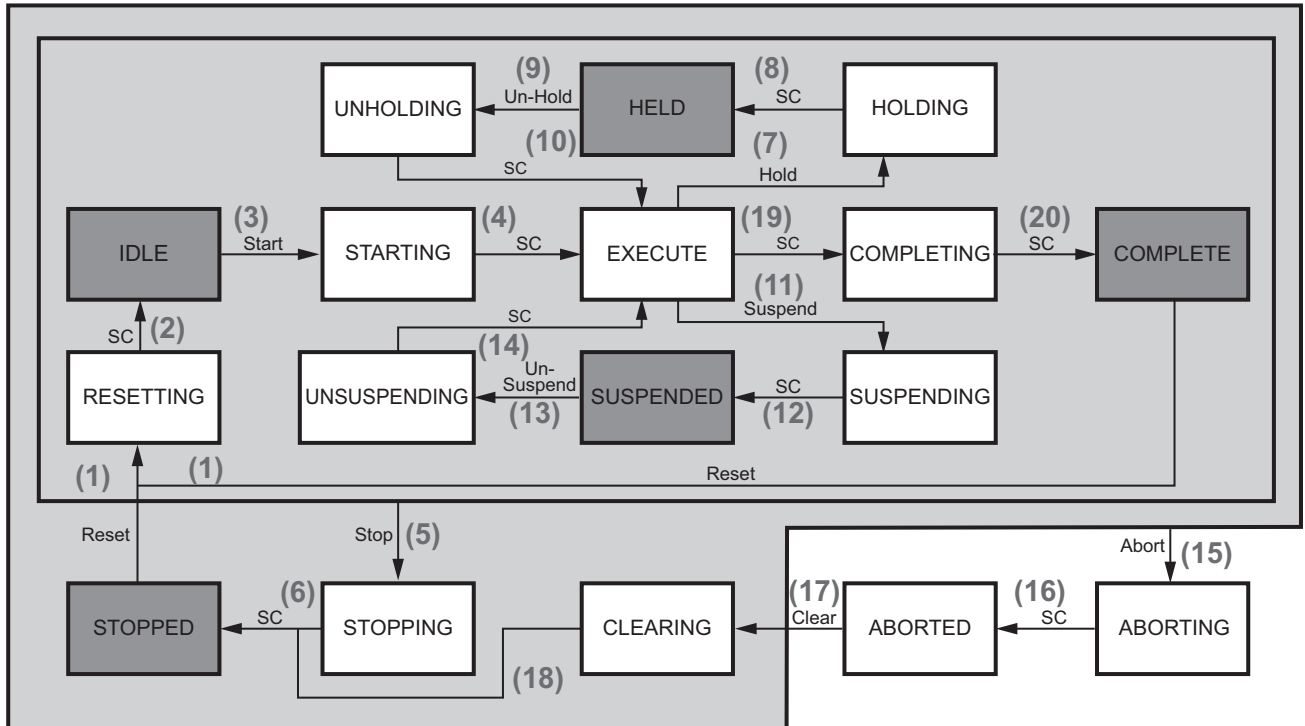 (9)
(8)
Un-Hold
SC
UNHOLDING
HELD
HOLDING
(10)
(7)
SC
Hold
(3)
(4)
(19)
(20)
Start
SC
SC
SC
IDLE
STARTING
EXECUTE
COMPLETING
COMPLETE
(11)
Suspend
SC
(2)
SC
(14)
Un-
Suspend
SC
RESETTING
UNSUSPENDING
SUSPENDED
SUSPENDING
(13)
(12)
(1)
(1)
Reset
Reset
Stop
(5)
Abort
(15)
(6)
SC
(17)
Clear
(16)
SC
STOPPED
STOPPING
CLEARING
ABORTED
ABORTING
(18)